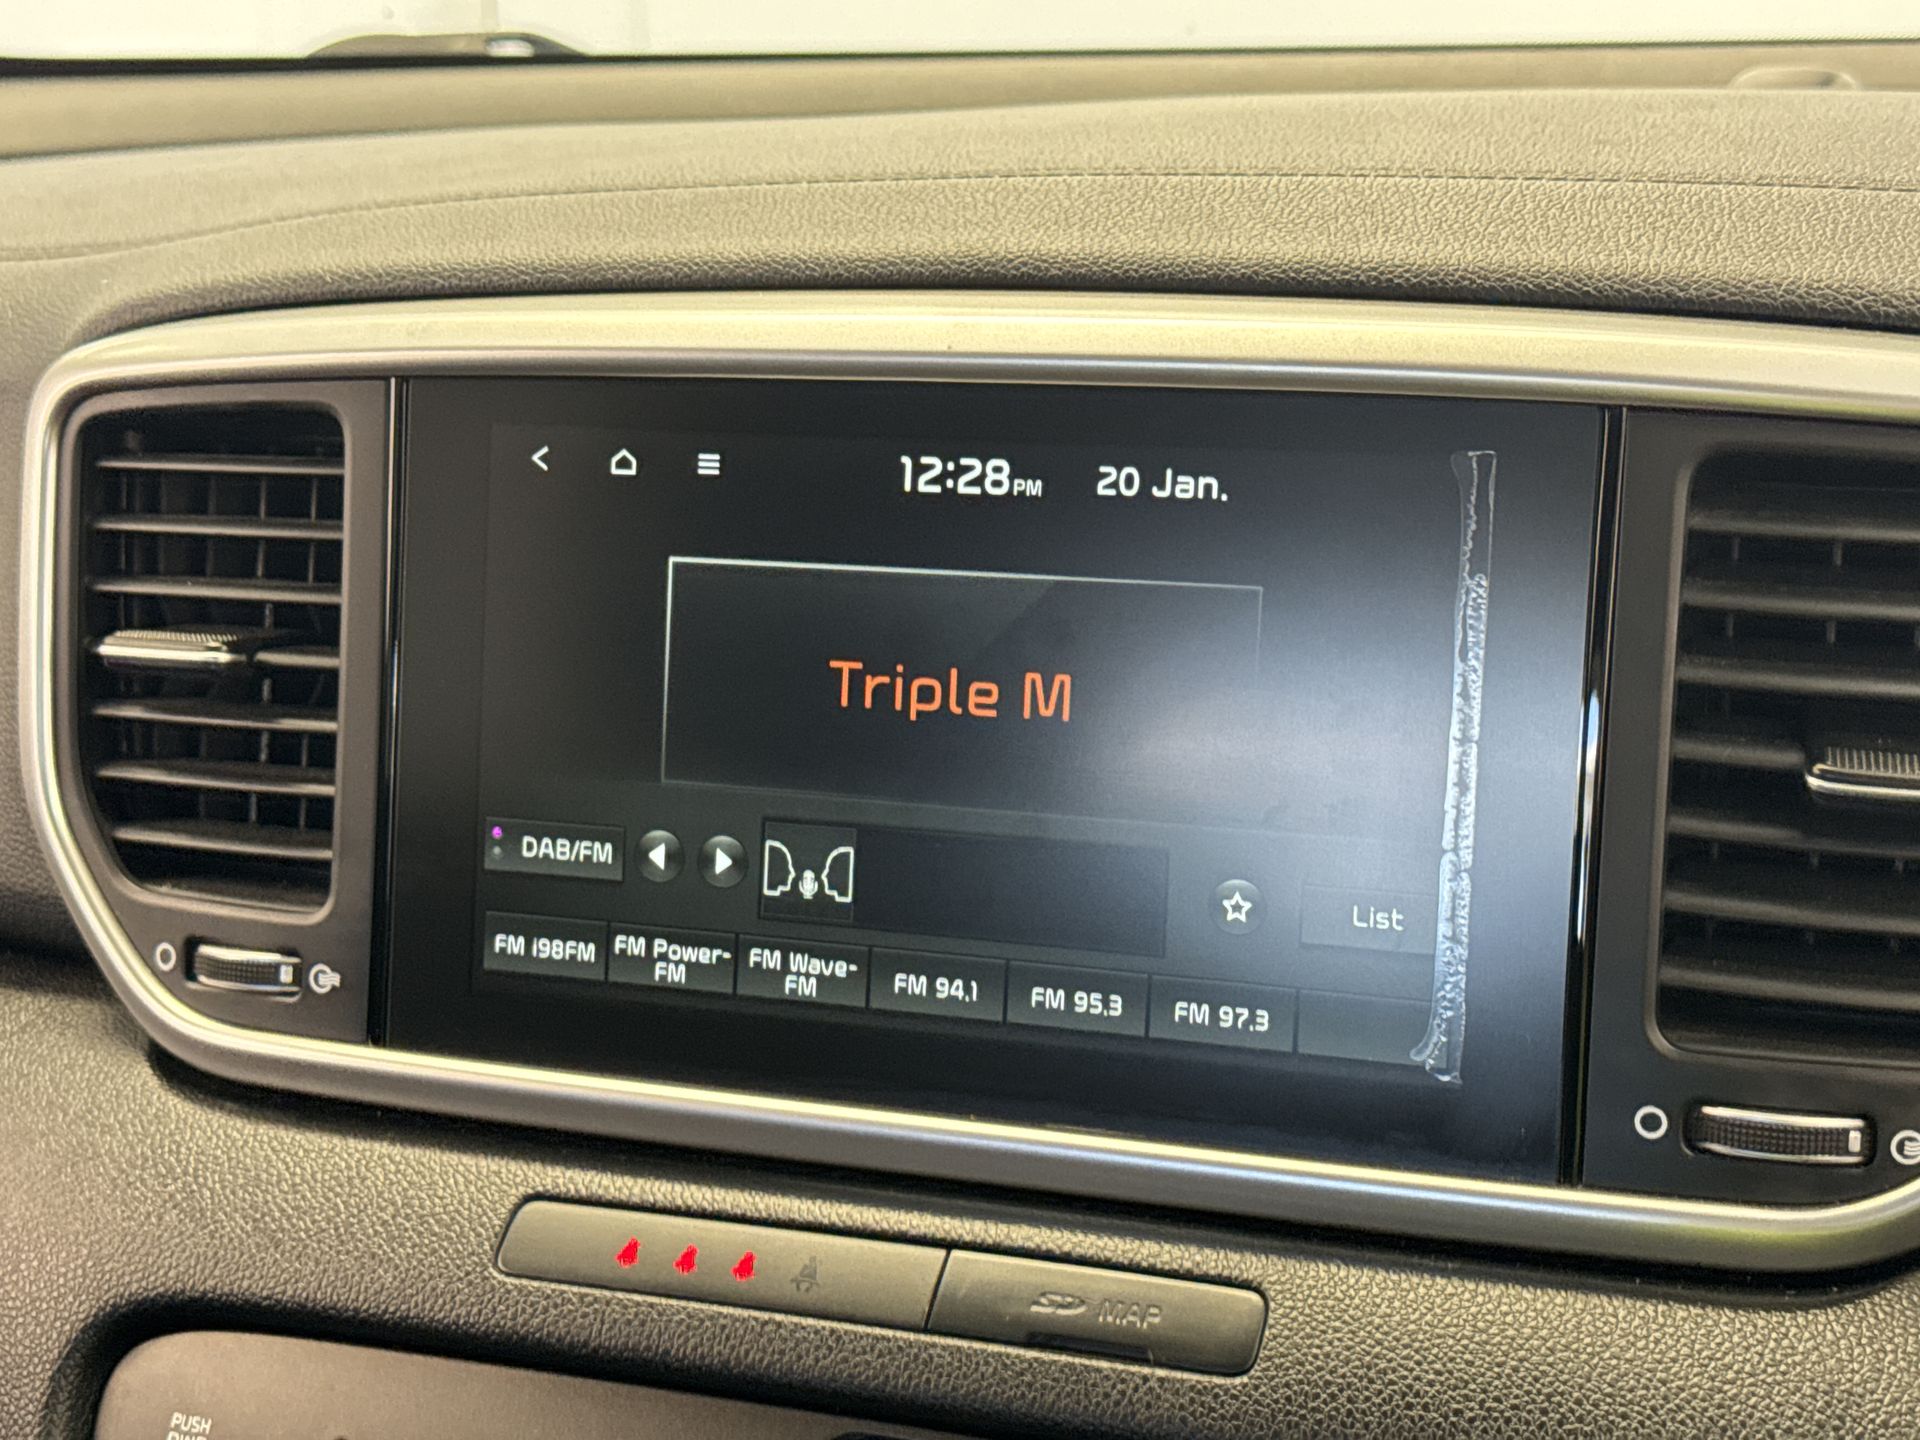 12:28PM 20 Jan.
Triple M
DAB/FM
List
FM i98FM
FM Power-
FM
FM Wave-
FM
FM 94.1
FM 95.3
FM 97.3
SD MAP
PUSH